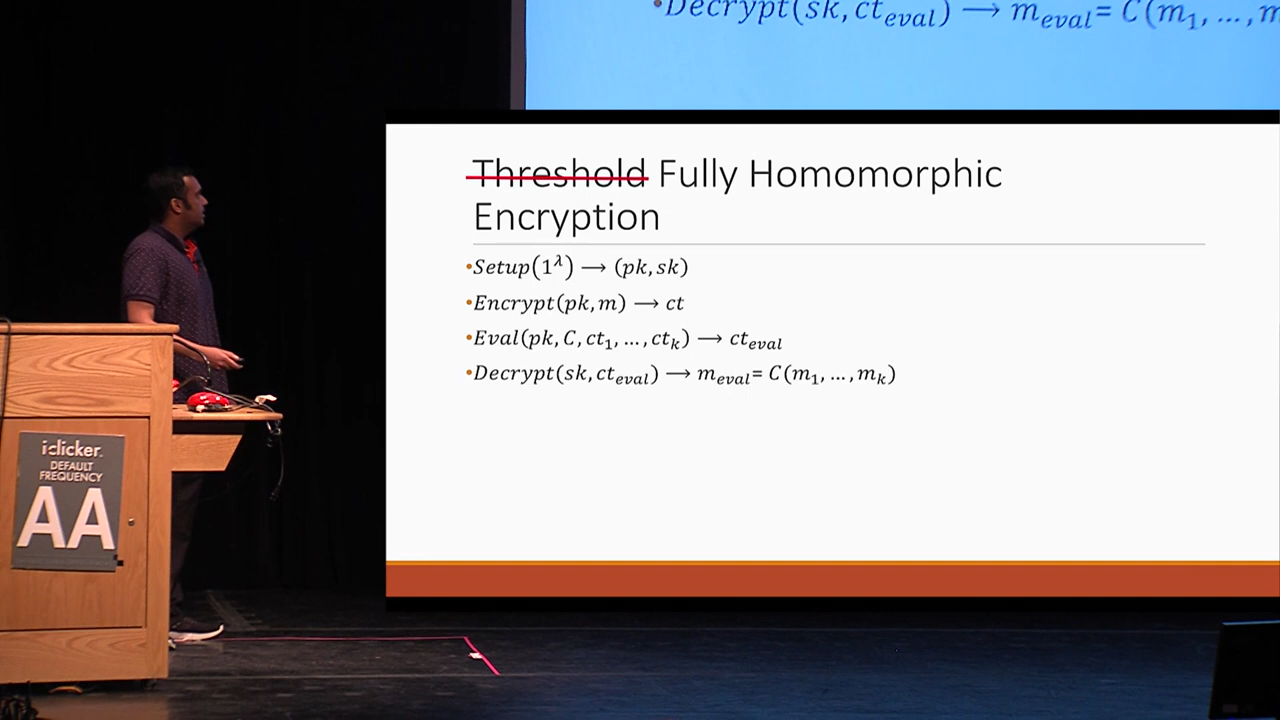 •Decrypt(sk, ct_eval) ⟶ m_eval= C(m_1, …, m
Threshold Fully Homomorphic
Encryption
•Setup(1^λ) ⟶ (pk, sk)
•Encrypt(pk, m) ⟶ ct
•Eval(pk, C, ct_1, …, ct_k) ⟶ ct_eval
•Decrypt(sk, ct_eval) ⟶ m_eval= C(m_1, …, m_k)
iclicker.
DEFAULT
FREQUENCY
AA